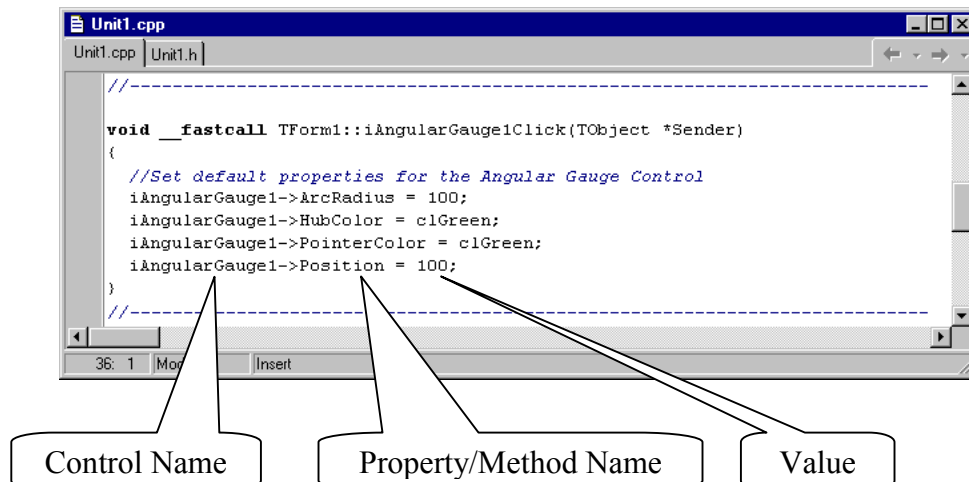 Unit1.cpp
Unit1.cpp Unit1.h
//---------------------------------------------------------------------------
void __fastcall TForm1::iAngularGauge1Click(TObject *Sender)
{
//Set default properties for the Angular Gauge Control
iAngularGauge1->ArcRadius = 100;
iAngularGauge1->HubColor = clGreen;
iAngularGauge1->PointerColor = clGreen;
iAngularGauge1->Position = 100;
}
//---------------------------------------------------------------------------
36: 1 Insert
Control Name Property/Method Name Value